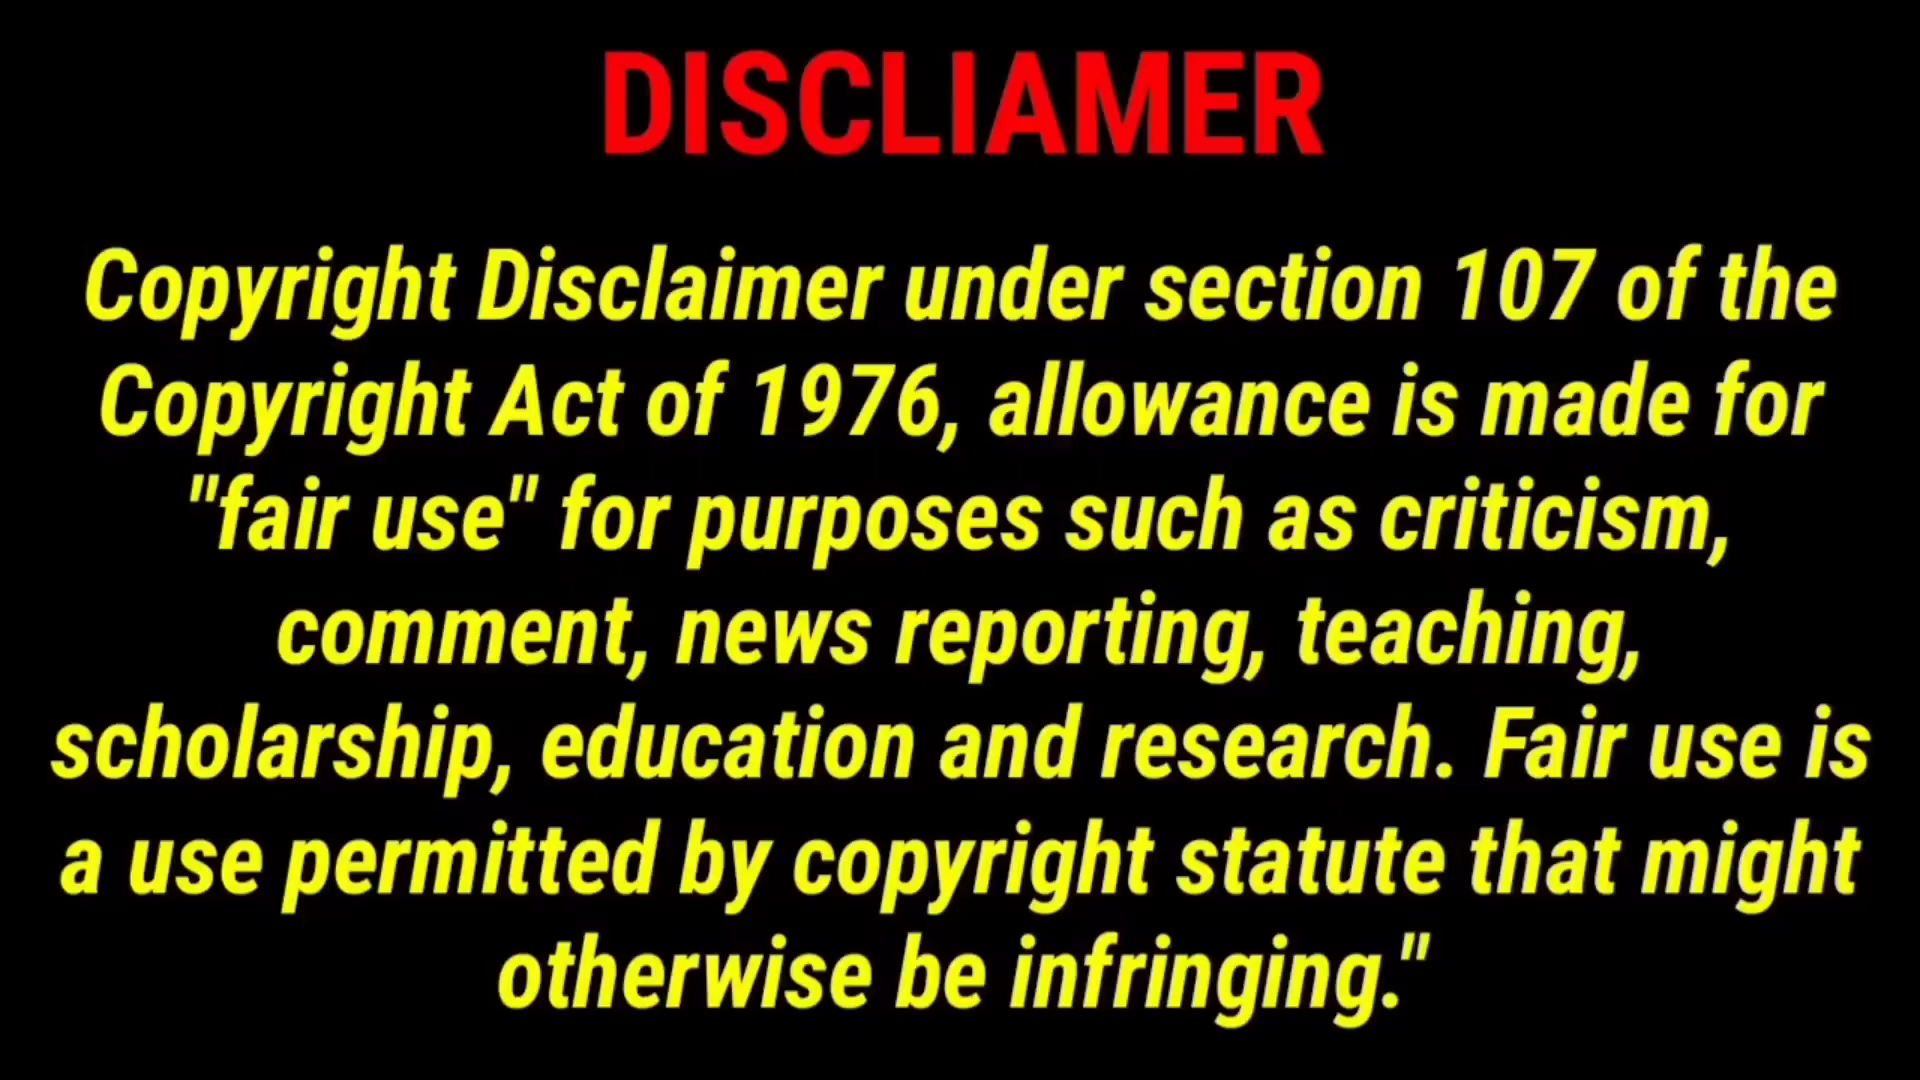 DISCLIAMER
Copyright Disclaimer under section 107 of the
Copyright Act of 1976, allowance is made for
"fair use" for purposes such as criticism,
comment, news reporting, teaching,
scholarship, education and research. Fair use is
a use permitted by copyright statute that might
otherwise be infringing."